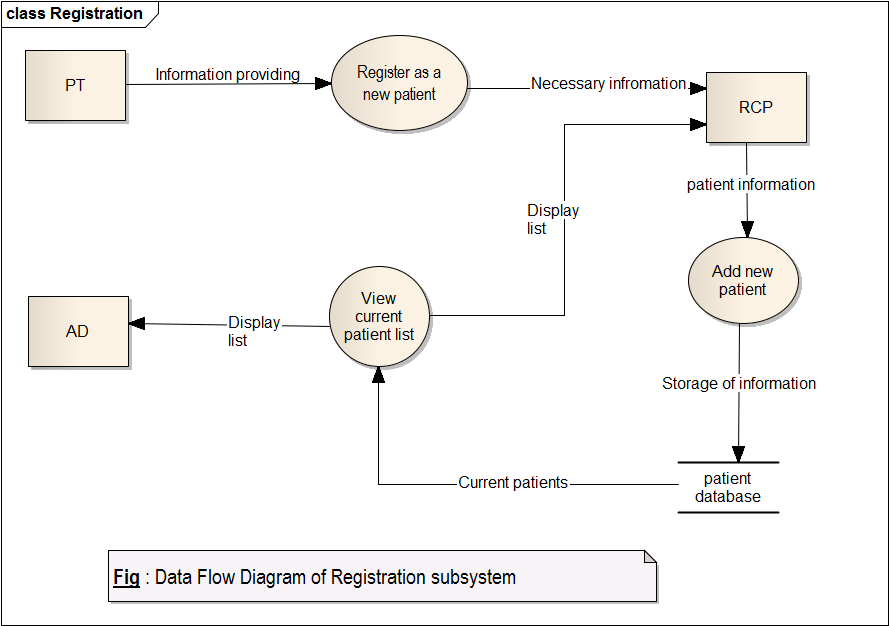 class Registration
PT
Information providing
Register as a
new patient
Necessary infromation
RCP
patient information
Display
list
Add new
patient
View
current
patient list
AD
Display
list
Storage of information
patient
database
Current patients
Fig : Data Flow Diagram of Registration subsystem